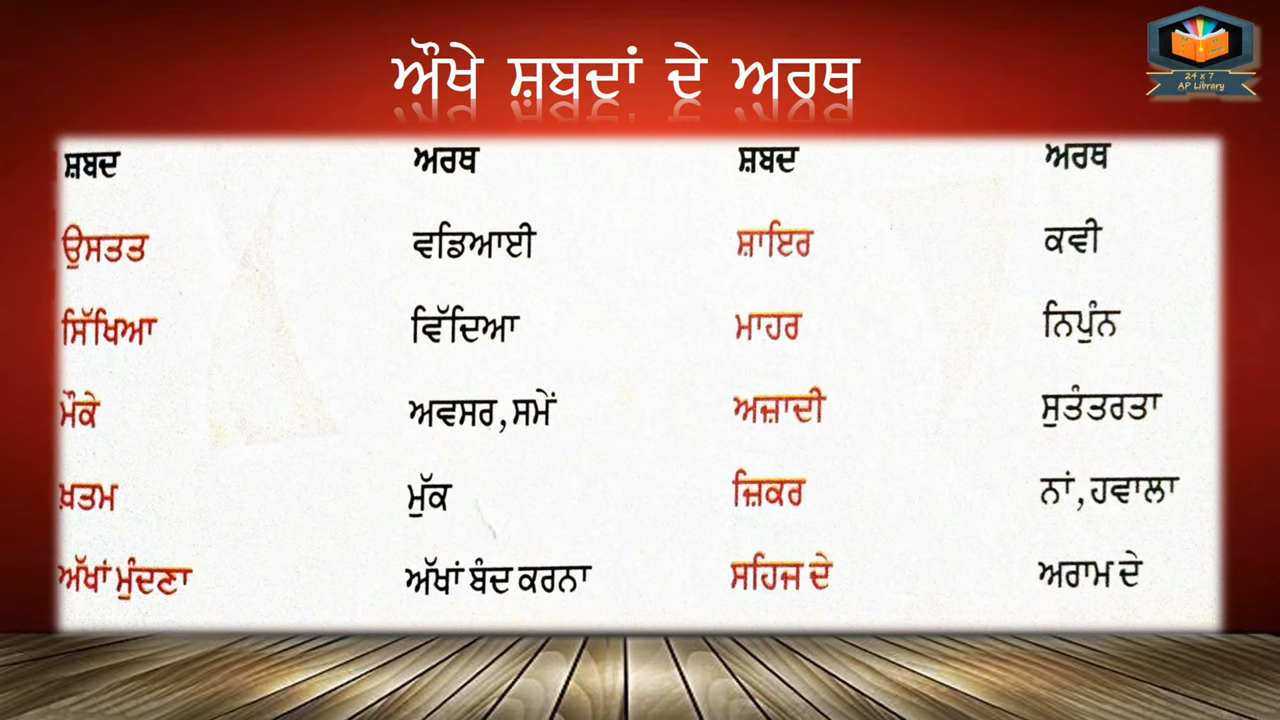 ਔਖੇ ਸ਼ਬਦਾਂ ਦੇ ਅਰਥ
24 x 7
AP Library
ਸ਼ਬਦ ਅਰਥ ਸ਼ਬਦ ਅਰਥ
ਉਸਤਤ ਵਡਿਆਈ ਸ਼ਾਇਰ ਕਵੀ
ਸਿੱਖਿਆ ਵਿੱਦਿਆ ਮਾਹਰ ਨਿਪੁੰਨ
ਮੌਕੇ ਅਵਸਰ, ਸਮੇਂ ਅਜ਼ਾਦੀ ਸੁਤੰਤਰਤਾ
ਖ਼ਤਮ ਮੁੱਕ ਜ਼ਿਕਰ ਨਾਂ, ਹਵਾਲਾ
ਅੱਖਾਂ ਮੁੰਦਣਾ ਅੱਖਾਂ ਬੰਦ ਕਰਨਾ ਸਹਿਜ ਦੇ ਅਰਾਮ ਦੇ